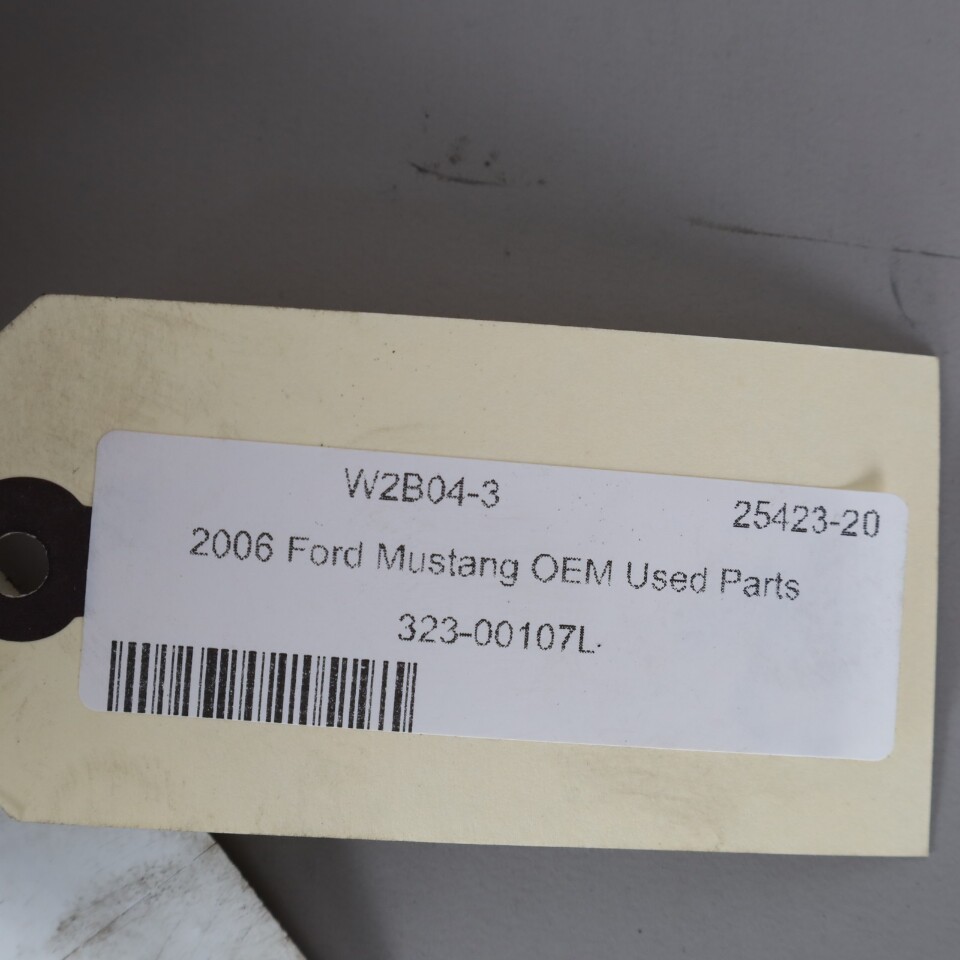 W2B04-3
25423-20
2006 Ford Mustang OEM Used Parts
323-00107L